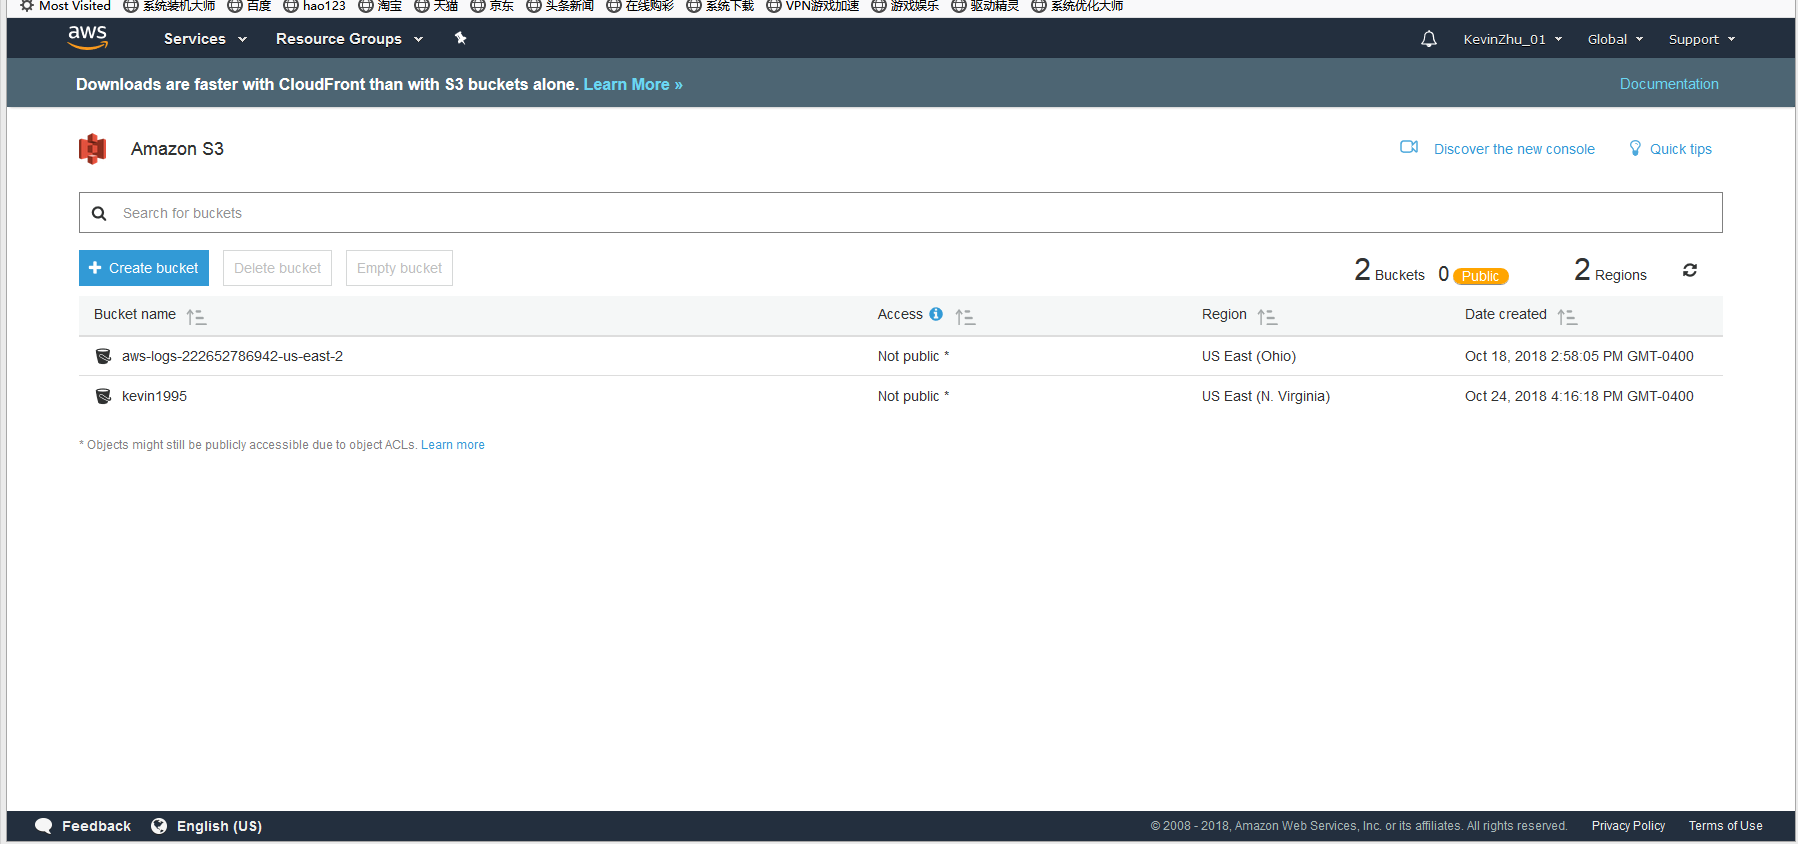 Most Visited 系统装机大师 百度 hao123 淘宝 天猫 京东 头条新闻 在线购彩 系统下载 VPN游戏加速 游戏娱乐 驱动精灵 系统优化大师
aws Services Resource Groups KevinZhu_01 Global Support
Downloads are faster with CloudFront than with S3 buckets alone. Learn More » Documentation
Amazon S3 Discover the new console Quick tips
Search for buckets
Create bucket Delete bucket Empty bucket 2 Buckets 0 Public 2 Regions
Bucket name Access Region Date created
aws-logs-222652786942-us-east-2 Not public * US East (Ohio) Oct 18, 2018 2:58:05 PM GMT-0400
kevin1995 Not public * US East (N. Virginia) Oct 24, 2018 4:16:18 PM GMT-0400
* Objects might still be publicly accessible due to object ACLs. Learn more
Feedback English (US) © 2008 - 2018, Amazon Web Services, Inc. or its affiliates. All rights reserved. Privacy Policy Terms of Use